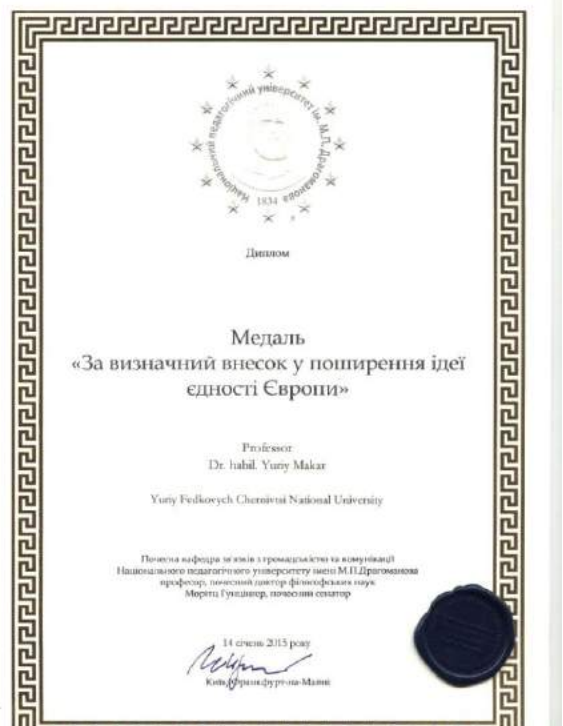 Національний педагогічний університет ім. М.П. Драгоманова
1834
Диплом
Медаль
«За визначний внесок у поширення ідеї
єдності Європи»
Professor
Dr. habil. Yuriy Makar
Yuriy Fedkovych Chernivtsi National University
Почесна кафедра зв'язків з громадськістю та комунікації
Національного педагогічного університету імені М.П.Драгоманова
професор, почесний доктор філософських наук
Моріц Гунцінгер, почесний сенатор
14 січень 2015 року
Київ/Франкфурт-на-Майні